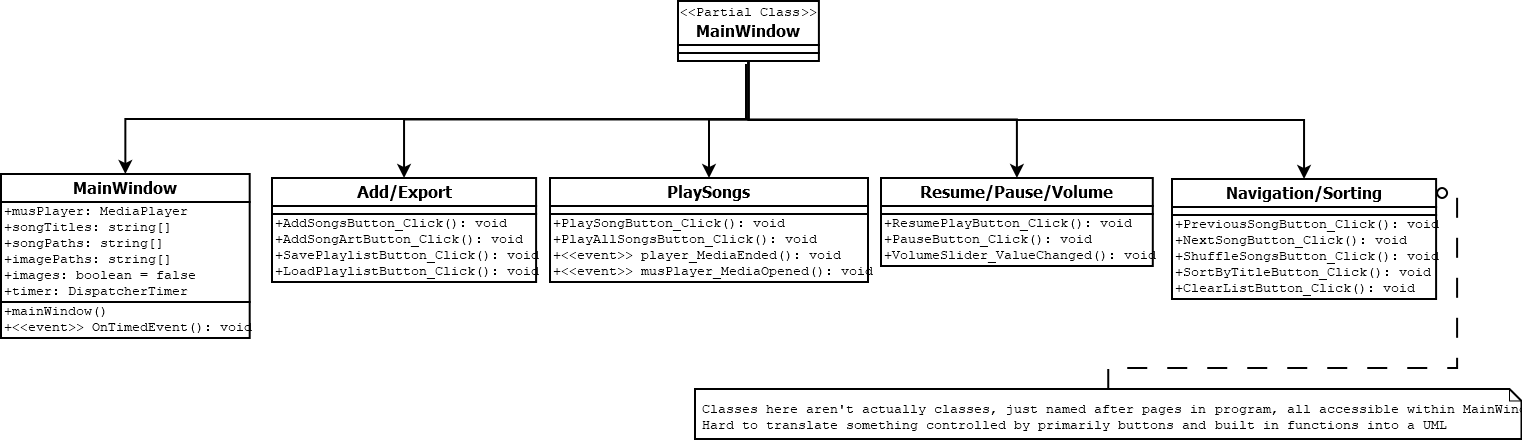 <<Partial Class>>
MainWindow
MainWindow
+musPlayer: MediaPlayer
+songTitles: string[]
+songPaths: string[]
+imagePaths: string[]
+images: boolean = false
+timer: DispatcherTimer
+mainWindow()
+<<event>> OnTimedEvent(): void
Add/Export
+AddSongsButton_Click(): void
+AddSongArtButton_Click(): void
+SavePlaylistButton_Click(): void
+LoadPlaylistButton_Click(): void
PlaySongs
+PlaySongButton_Click(): void
+PlayAllSongsButton_Click(): void
+<<event>> player_MediaEnded(): void
+<<event>> musPlayer_MediaOpened(): void
Resume/Pause/Volume
+ResumePlayButton_Click(): void
+PauseButton_Click(): void
+VolumeSlider_ValueChanged(): void
Navigation/Sorting
+PreviousSongButton_Click(): void
+NextSongButton_Click(): void
+ShuffleSongsButton_Click(): void
+SortByTitleButton_Click(): void
+ClearListButton_Click(): void
Classes here aren't actually classes, just named after pages in program, all accessible within
Hard to translate something controlled by primarily buttons and built in functions into a UML